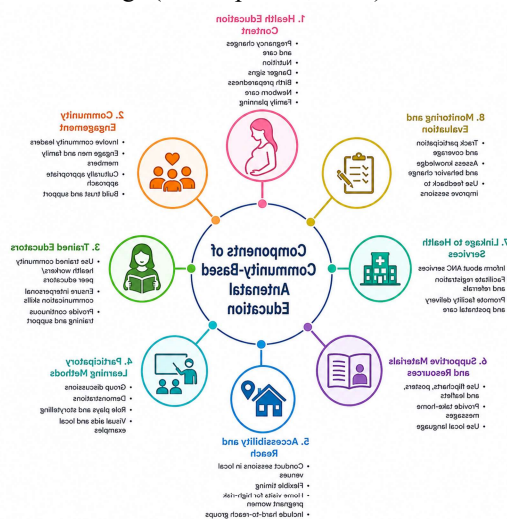 1. Health Education
Content
• Pregnancy changes
and care
• Nutrition
• Danger signs
• Birth preparedness
• Newborn care
• Family planning
2. Community
Engagement
• Involve community leaders
• Engage men and family
members
• Culturally appropriate
approach
• Build trust and support
3. Trained Educators
• Use trained community
health workers/
peer educators
• Ensure interpersonal
communication skills
• Provide continuous
training and support
4. Participatory
Learning Methods
• Group discussions
• Demonstrations
• Role plays and storytelling
• Visual aids and local
examples
5. Accessibility and
Reach
• Conduct sessions in local
venues
• Flexible timing
• Home visits for high-risk
pregnant women
• Include hard-to-reach groups
6. Supportive Materials
and Resources
• Use flipcharts, posters,
and leaflets
• Provide take-home
messages
• Use local language
7. Linkage to Health
Services
Inform about ANC services
Facilitate registration
and referrals
Promote facility delivery
and postnatal care
8. Monitoring and
Evaluation
• Track participation
and coverage
• Assess knowledge
and behavior change
• Use feedback to
improve sessions
Components of
Community-Based
Antenatal
Education